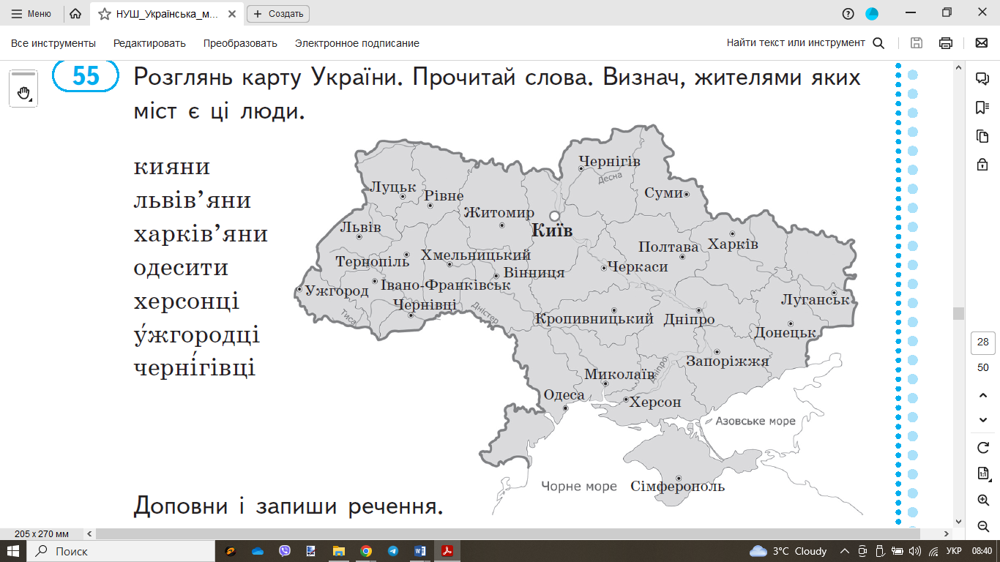 Меню
НУШ_Українська_м...
Создать
Все инструменты
Редактировать
Преобразовать
Электронное подписание
Найти текст или инструмент
55
Розглянь карту України. Прочитай слова. Визнач, жителями яких
міст є ці люди.
кияни
львів’яни
харків’яни
одесити
херсонці
у́жгородці
черні́гівці
Чернігів
Десна
Луцьк
Рівне
Суми
Житомир
Київ
Львів
Полтава
Харків
Тернопіль
Хмельницький
Вінниця
Черкаси
Ужгород
Івано-Франківськ
Луганськ
Чернівці
Тиса
Дністер
Кропивницький
Дніпро
Донецьк
Запоріжжя
Дніпро
Миколаїв
Одеса
Херсон
Азовське море
Чорне море
Сімферополь
Доповни і запиши речення.
28
50
1:1
205 x 270 мм
Поиск
3°C Cloudy
УКР
08:40